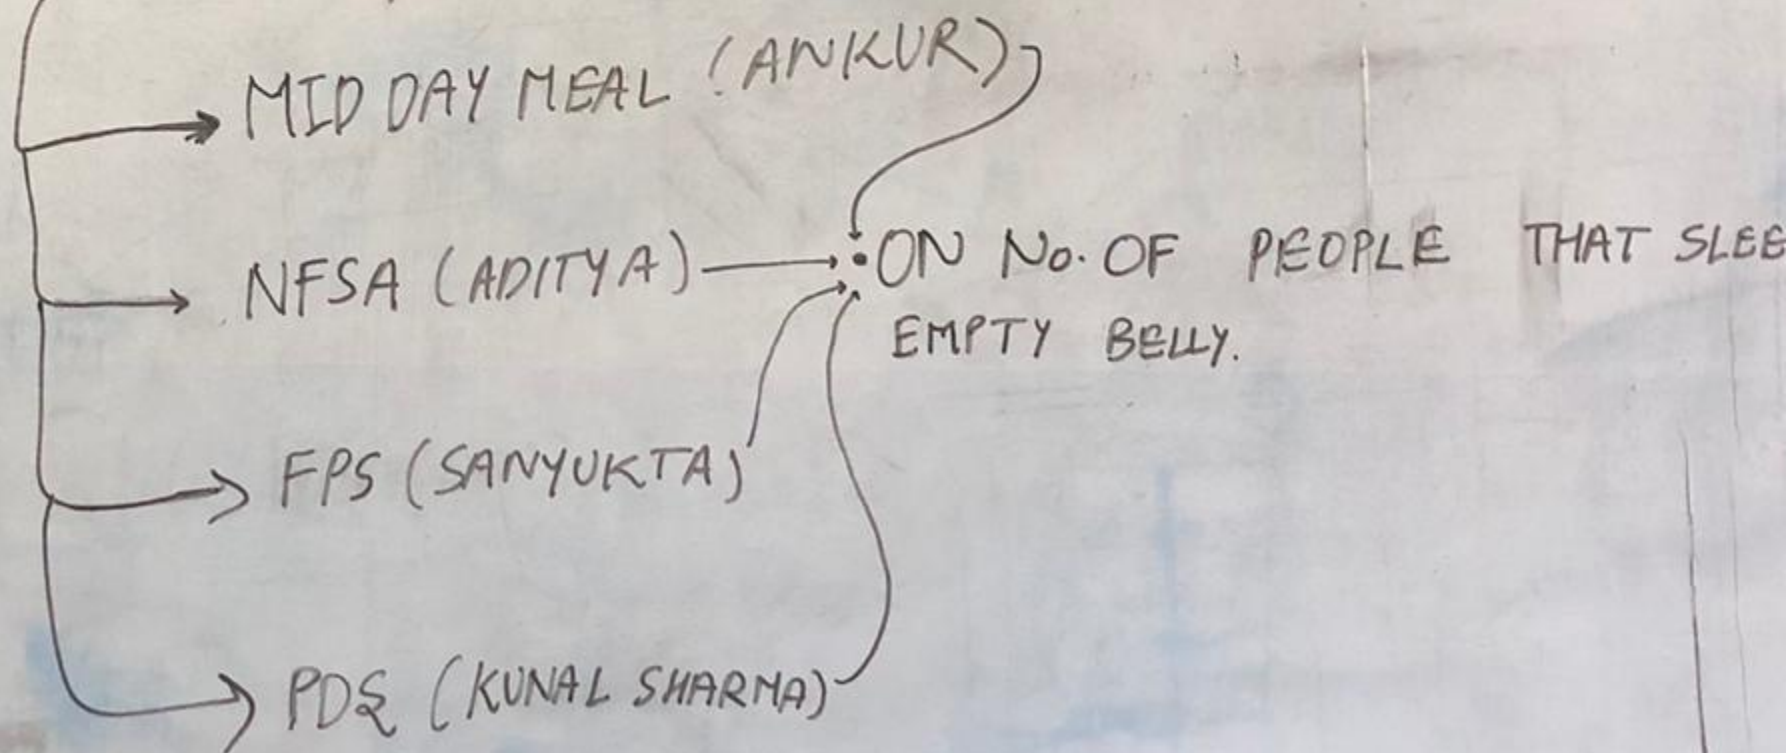 MID DAY MEAL (ANKUR)
NFSA (ADITYA)
• ON No. OF PEOPLE THAT SLEE
EMPTY BELLY.
FPS (SANYUKTA)
PDS (KUNAL SHARMA)